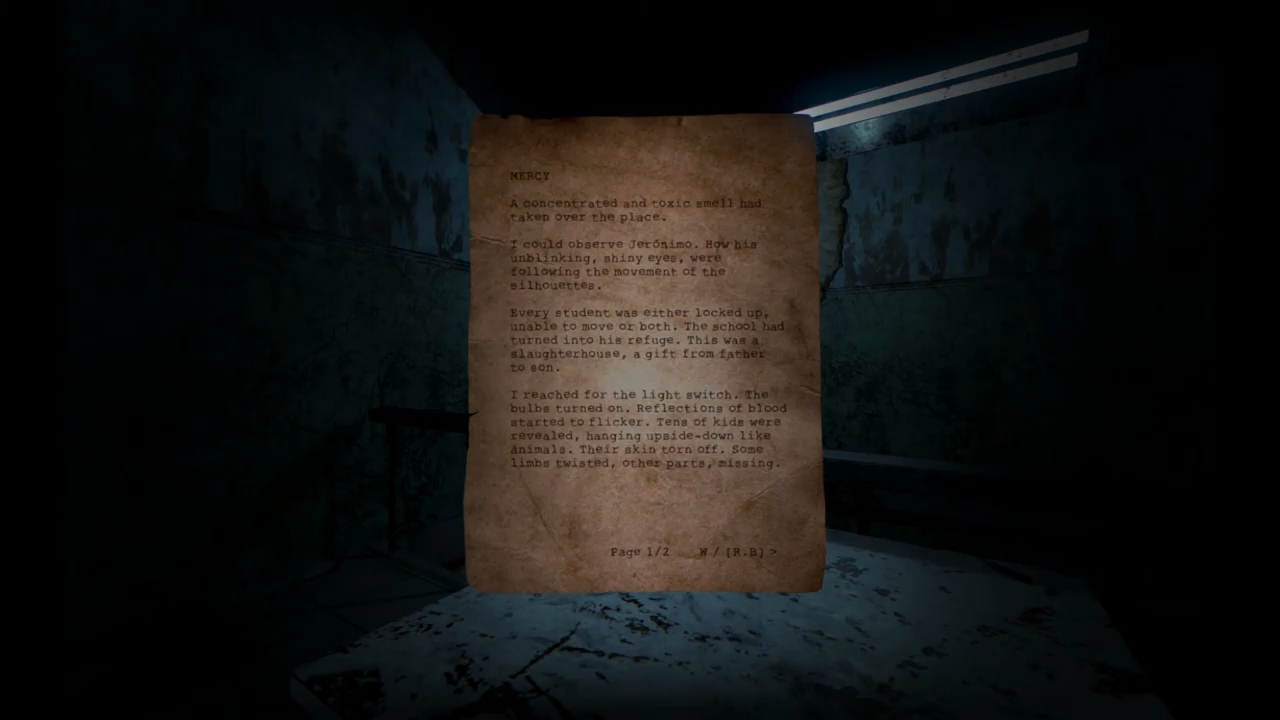 MERCY
A concentrated and toxic smell had
taken over the place.
I could observe Jerónimo. How his
unblinking, shiny eyes, were
following the movement of the
silhouettes.
Every student was either locked up,
unable to move or both. The school had
turned into his refuge. This was a
slaughterhouse, a gift from father
to son.
I reached for the light switch. The
bulbs turned on. Reflections of blood
started to flicker. Tens of kids were
revealed, hanging upside-down like
animals. Their skin torn off. Some
limbs twisted, other parts, missing.
Page 1/2 W / [R.B] >